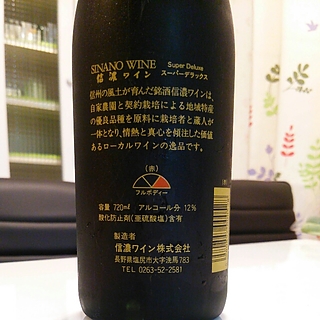 SINANO WINE Super Deluxe
信濃ワイン スーパーデラックス
信州の風土が育んだ銘酒信濃ワインは、
自家農園と契約栽培による地域特産
の優良品種を原料に栽培者と蔵人が
一体となり、情熱と真心を傾注した価値
あるローカルワインの逸品です。
(赤)
フルボディー
容量 720mℓ アルコール分 12%
酸化防止剤(亜硫酸塩)含有
製造者
信濃ワイン株式会社
長野県塩尻市大字洗馬783
TEL 0263-52-2581